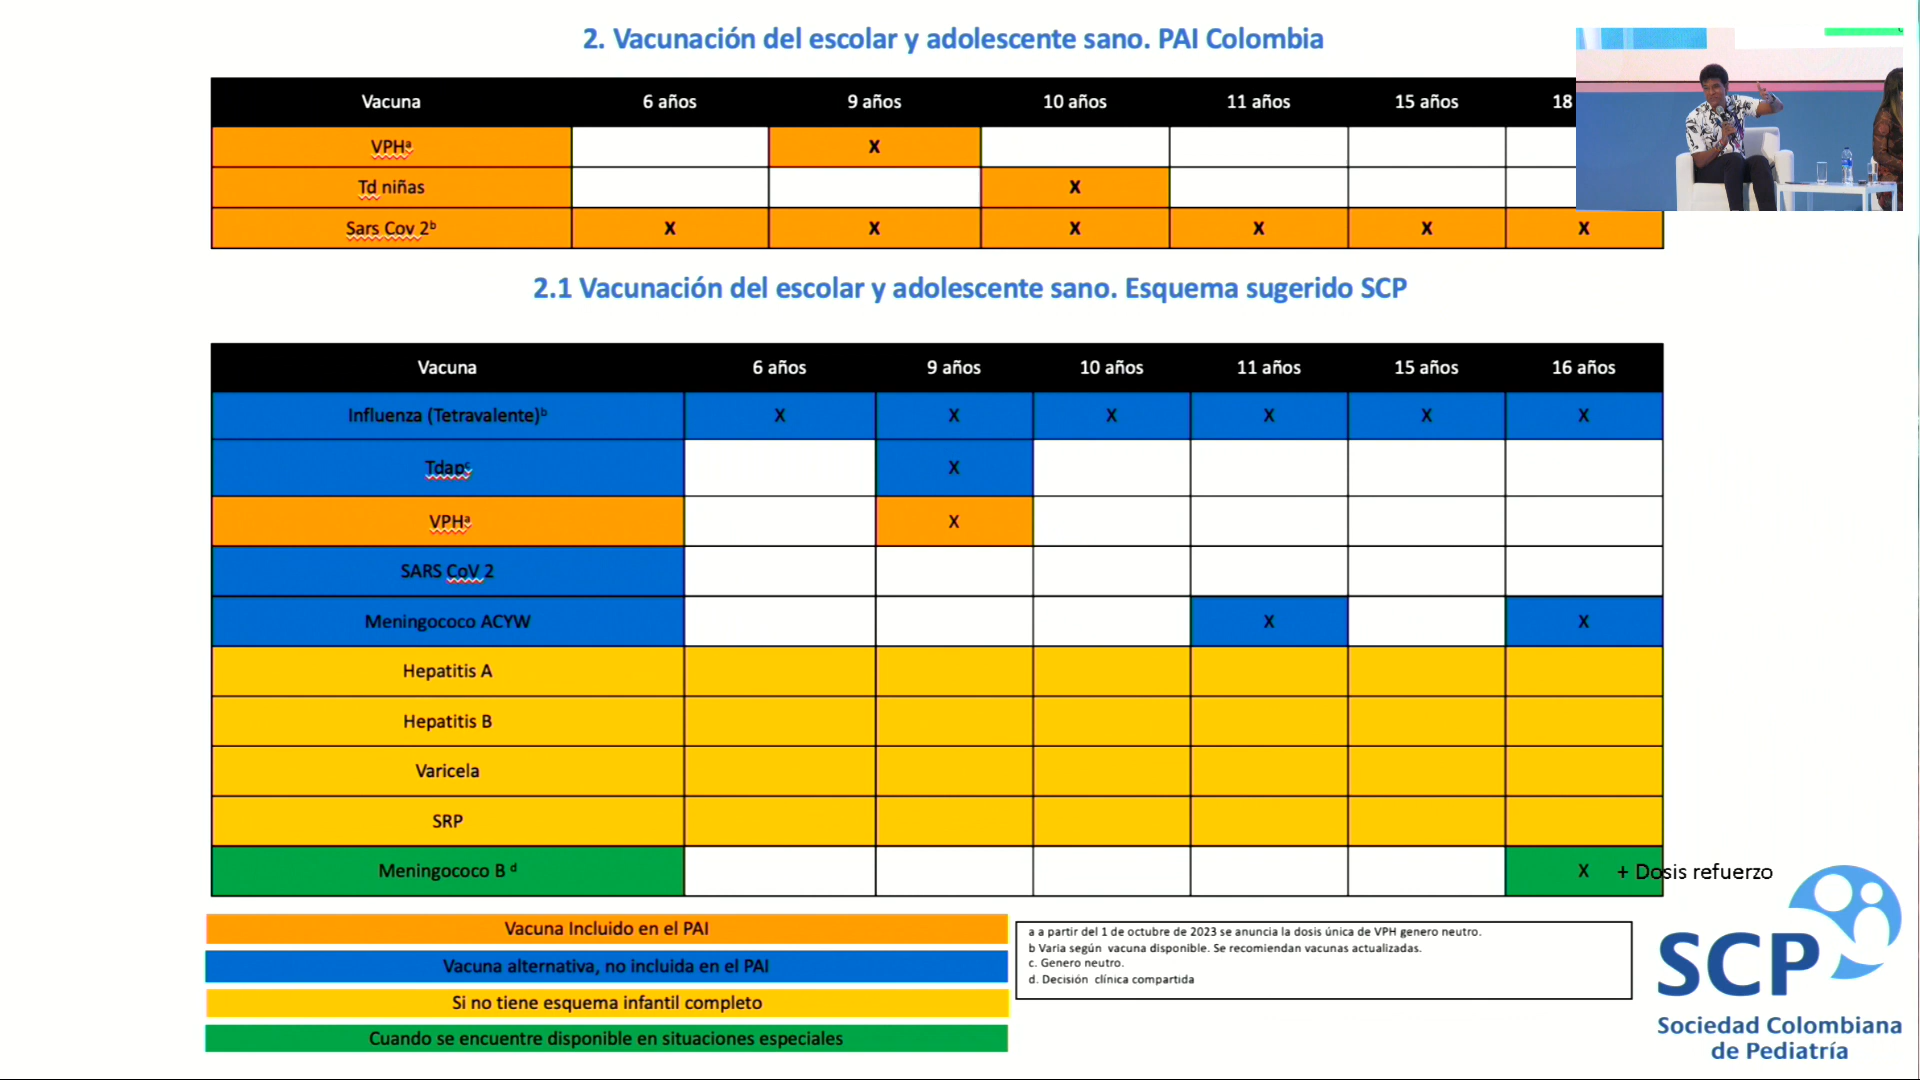 2. Vacunación del escolar y adolescente sano. PAI Colombia
Vacuna 6 años 9 años 10 años 11 años 15 años 18
VPHᵃ X
Td niñas X
Sars Cov 2ᵇ X X X X X X
2.1 Vacunación del escolar y adolescente sano. Esquema sugerido SCP
Vacuna 6 años 9 años 10 años 11 años 15 años 16 años
Influenza (Tetravalente)ᵇ X X X X X X
Tdapᶜ X
VPHᵃ X
SARS CoV 2
Meningococo ACYW X X
Hepatitis A
Hepatitis B
Varicela
SRP
Meningococo B ᵈ X + Dosis refuerzo
Vacuna Incluido en el PAI
Vacuna alternativa, no incluida en el PAI
Si no tiene esquema infantil completo
Cuando se encuentre disponible en situaciones especiales
a a partir del 1 de octubre de 2023 se anuncia la dosis única de VPH genero neutro.
b Varia según vacuna disponible. Se recomiendan vacunas actualizadas.
c. Genero neutro.
d. Decisión clínica compartida
SCP
Sociedad Colombiana
de Pediatría